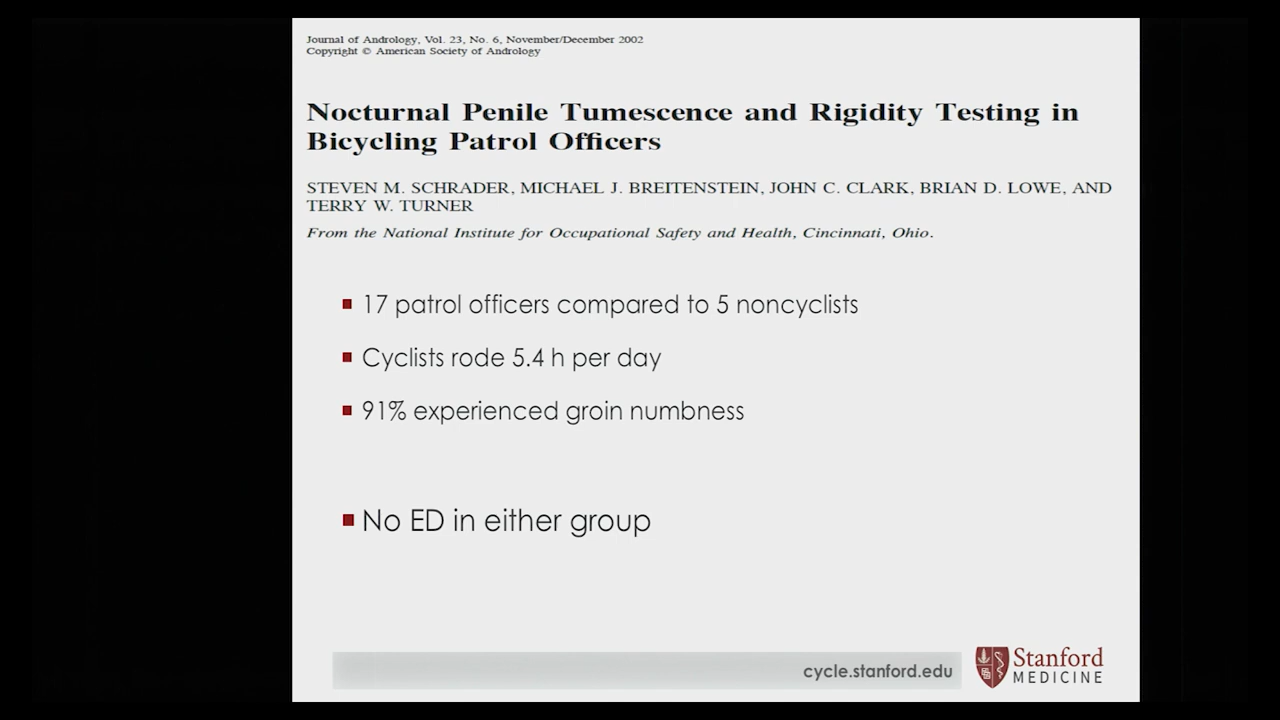 Journal of Andrology, Vol. 23, No. 6, November/December 2002
Copyright © American Society of Andrology
Nocturnal Penile Tumescence and Rigidity Testing in
Bicycling Patrol Officers
STEVEN M. SCHRADER, MICHAEL J. BREITENSTEIN, JOHN C. CLARK, BRIAN D. LOWE, AND
TERRY W. TURNER
From the National Institute for Occupational Safety and Health, Cincinnati, Ohio.
17 patrol officers compared to 5 noncyclists
Cyclists rode 5.4 h per day
91% experienced groin numbness
No ED in either group
cycle.stanford.edu
Stanford
MEDICINE